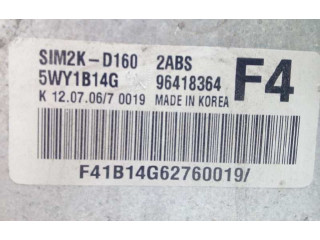 SIM2K-D160 2ABS F4
5WY1B14G 96418364
K 12.07.06/7 0019 MADE IN KOREA
F41B14G62760019/